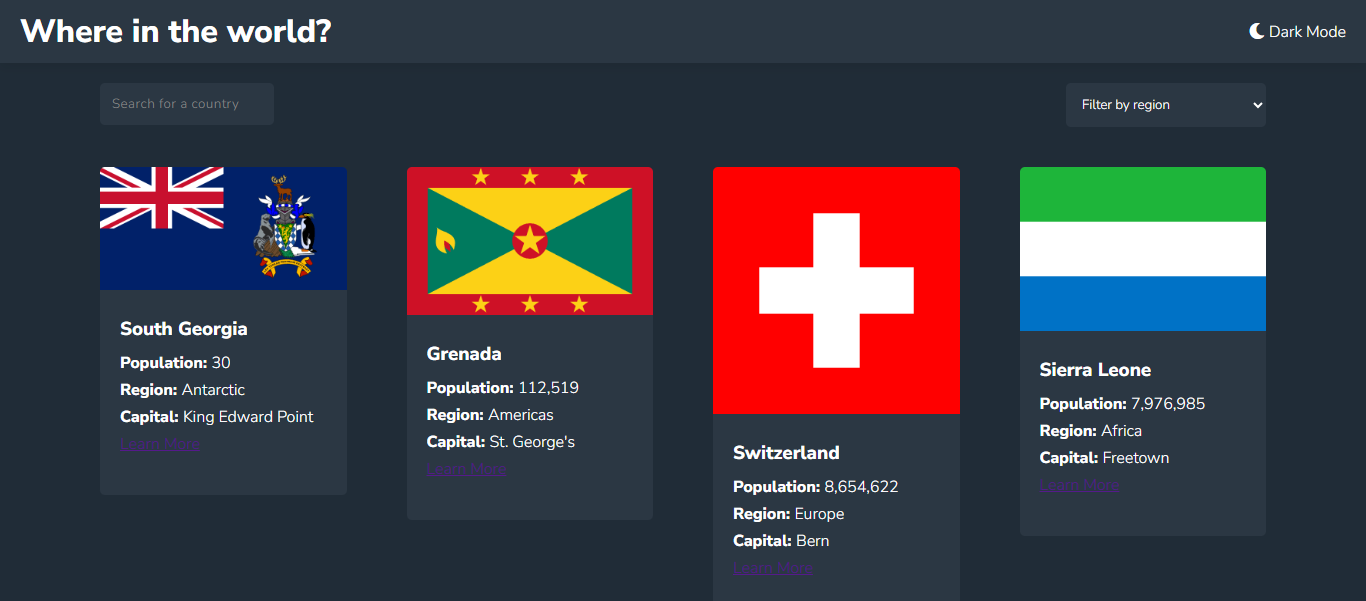 Where in the world?
Dark Mode
Search for a country
Filter by region
South Georgia
Population: 30
Region: Antarctic
Capital: King Edward Point
Learn More
Grenada
Population: 112,519
Region: Americas
Capital: St. George's
Learn More
Switzerland
Population: 8,654,622
Region: Europe
Capital: Bern
Learn More
Sierra Leone
Population: 7,976,985
Region: Africa
Capital: Freetown
Learn More